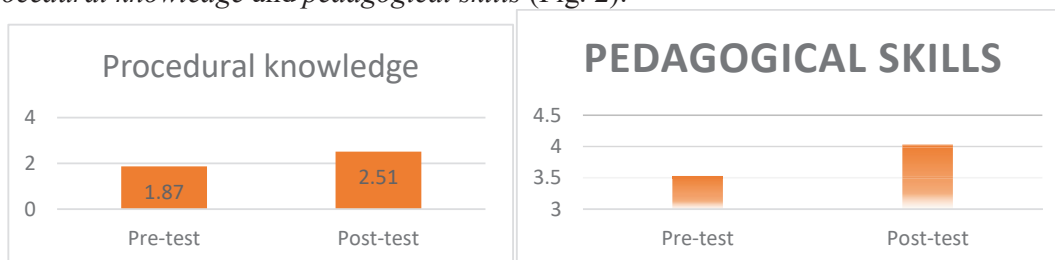 ocedural knowledge and pedagogical skills (Fig. 2).
Procedural knowledge
4
2
0
1.87
2.51
Pre-test
Post-test
PEDAGOGICAL SKILLS
4.5
4
3.5
3
Pre-test
Post-test